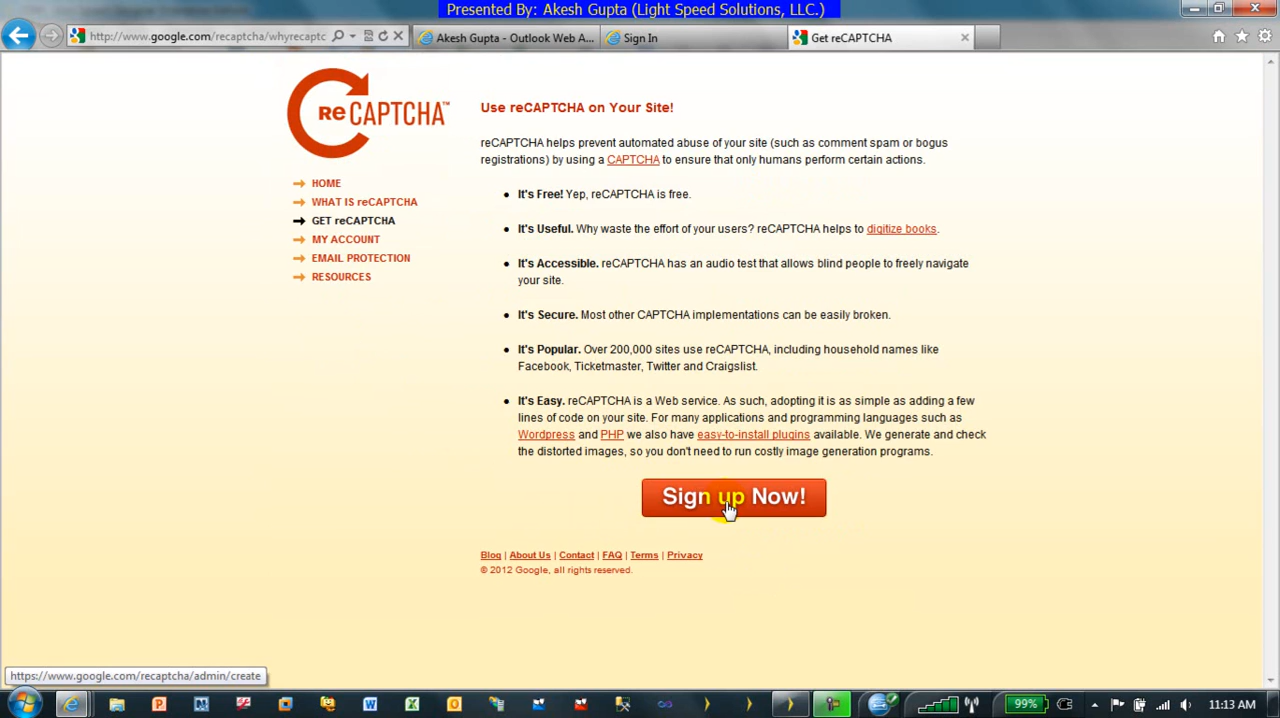 Presented By: Akesh Gupta (Light Speed Solutions, LLC.)
http://www.google.com/recaptcha/whyrecaptc
Akesh Gupta - Outlook Web A...
Sign In
Get reCAPTCHA
reCAPTCHA™
Use reCAPTCHA on Your Site!
reCAPTCHA helps prevent automated abuse of your site (such as comment spam or bogus
registrations) by using a CAPTCHA to ensure that only humans perform certain actions.
HOME
WHAT IS reCAPTCHA
GET reCAPTCHA
MY ACCOUNT
EMAIL PROTECTION
RESOURCES
• It's Free! Yep, reCAPTCHA is free.
• It's Useful. Why waste the effort of your users? reCAPTCHA helps to digitize books.
• It's Accessible. reCAPTCHA has an audio test that allows blind people to freely navigate
your site.
• It's Secure. Most other CAPTCHA implementations can be easily broken.
• It's Popular. Over 200,000 sites use reCAPTCHA, including household names like
Facebook, Ticketmaster, Twitter and Craigslist.
• It's Easy. reCAPTCHA is a Web service. As such, adopting it is as simple as adding a few
lines of code on your site. For many applications and programming languages such as
Wordpress and PHP we also have easy-to-install plugins available. We generate and check
the distorted images, so you don't need to run costly image generation programs.
Sign up Now!
Blog | About Us | Contact | FAQ | Terms | Privacy
© 2012 Google, all rights reserved.
https://www.google.com/recaptcha/admin/create
99%
11:13 AM